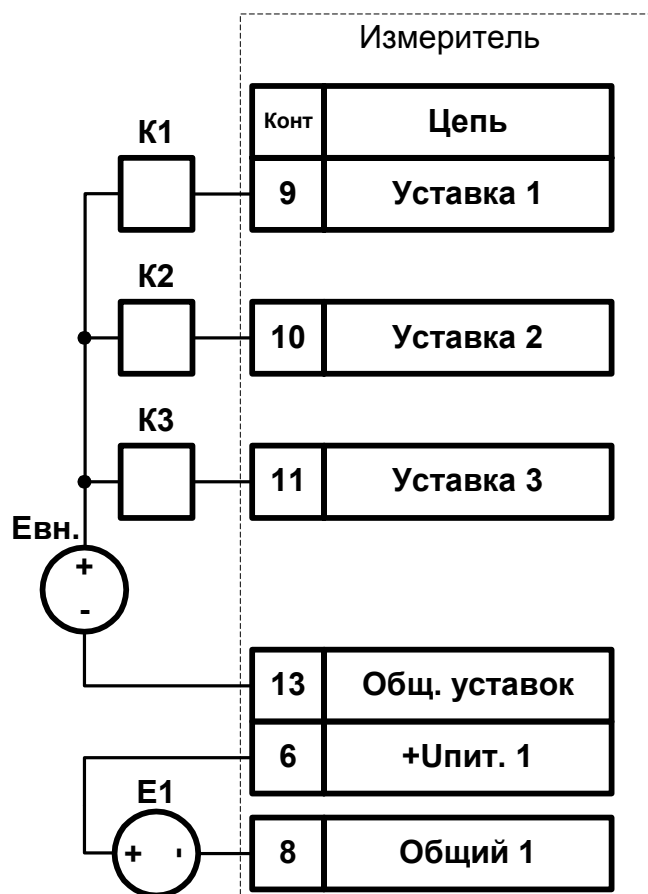 Измеритель
Конт Цепь
К1
9 Уставка 1
К2
10 Уставка 2
К3
11 Уставка 3
Евн.
+
-
13 Общ. уставок
6 +Uпит. 1
Е1
+ -
8 Общий 1